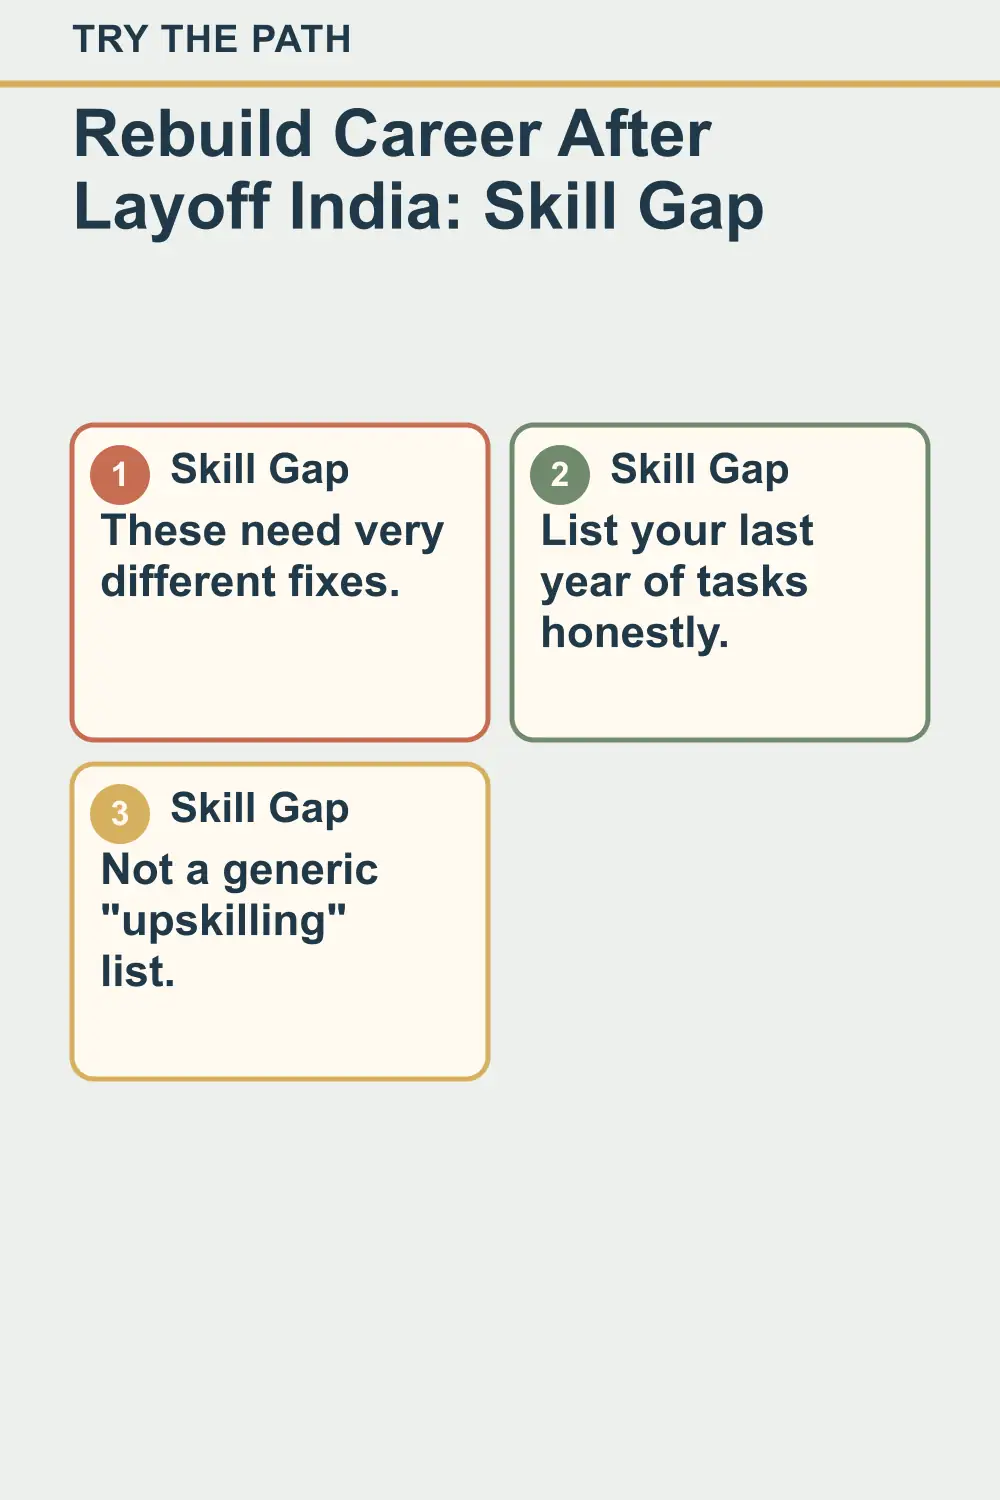 TRY THE PATH
Rebuild Career After
Layoff India: Skill Gap
1 Skill Gap
These need very
different fixes.
2 Skill Gap
List your last
year of tasks
honestly.
3 Skill Gap
Not a generic
"upskilling"
list.